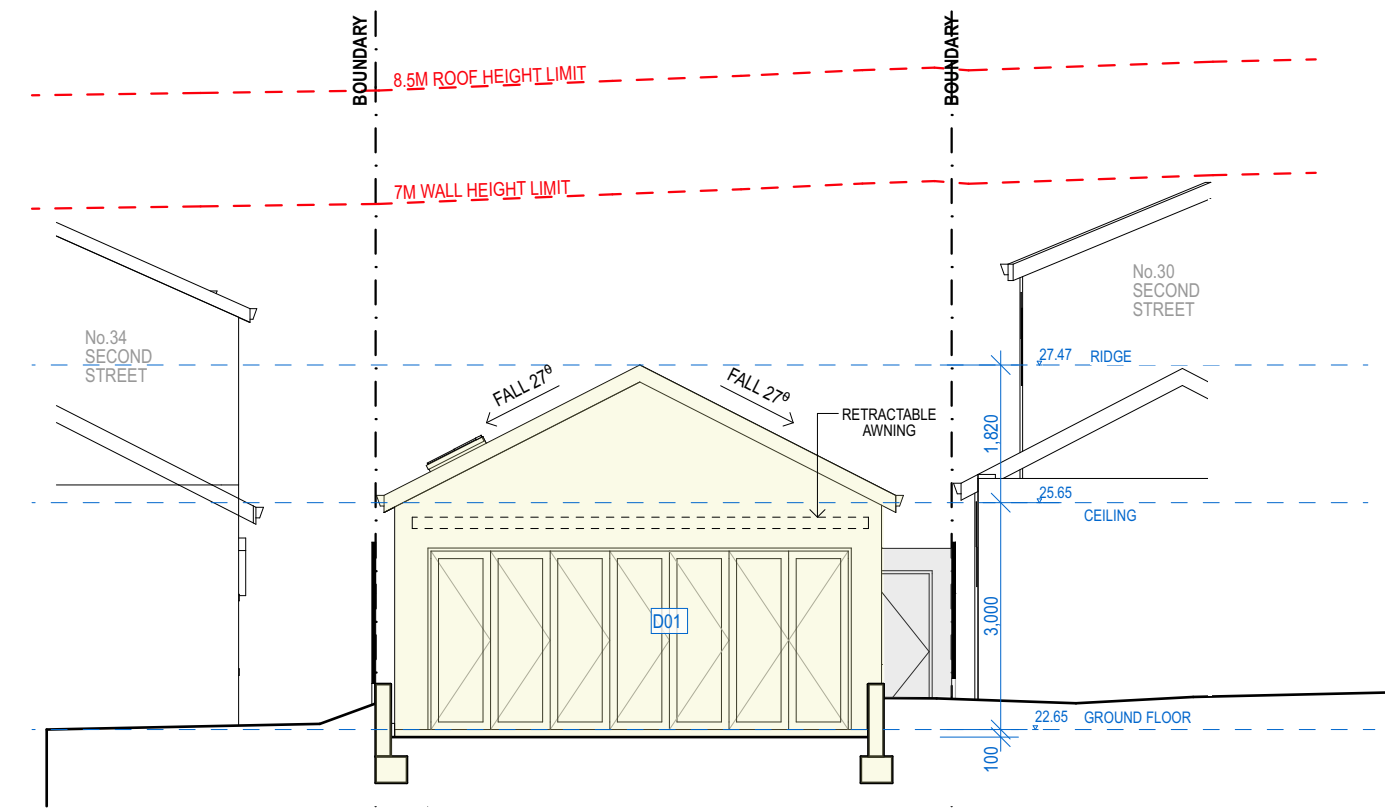 BOUNDARY
BOUNDARY
8.5M ROOF HEIGHT LIMIT
7M WALL HEIGHT LIMIT
No.34
SECOND
STREET
No.30
SECOND
STREET
27.47 RIDGE
FALL 27θ
FALL 27θ
RETRACTABLE
AWNING
1,820
25.65
CEILING
D01
3,000
22.65 GROUND FLOOR
100